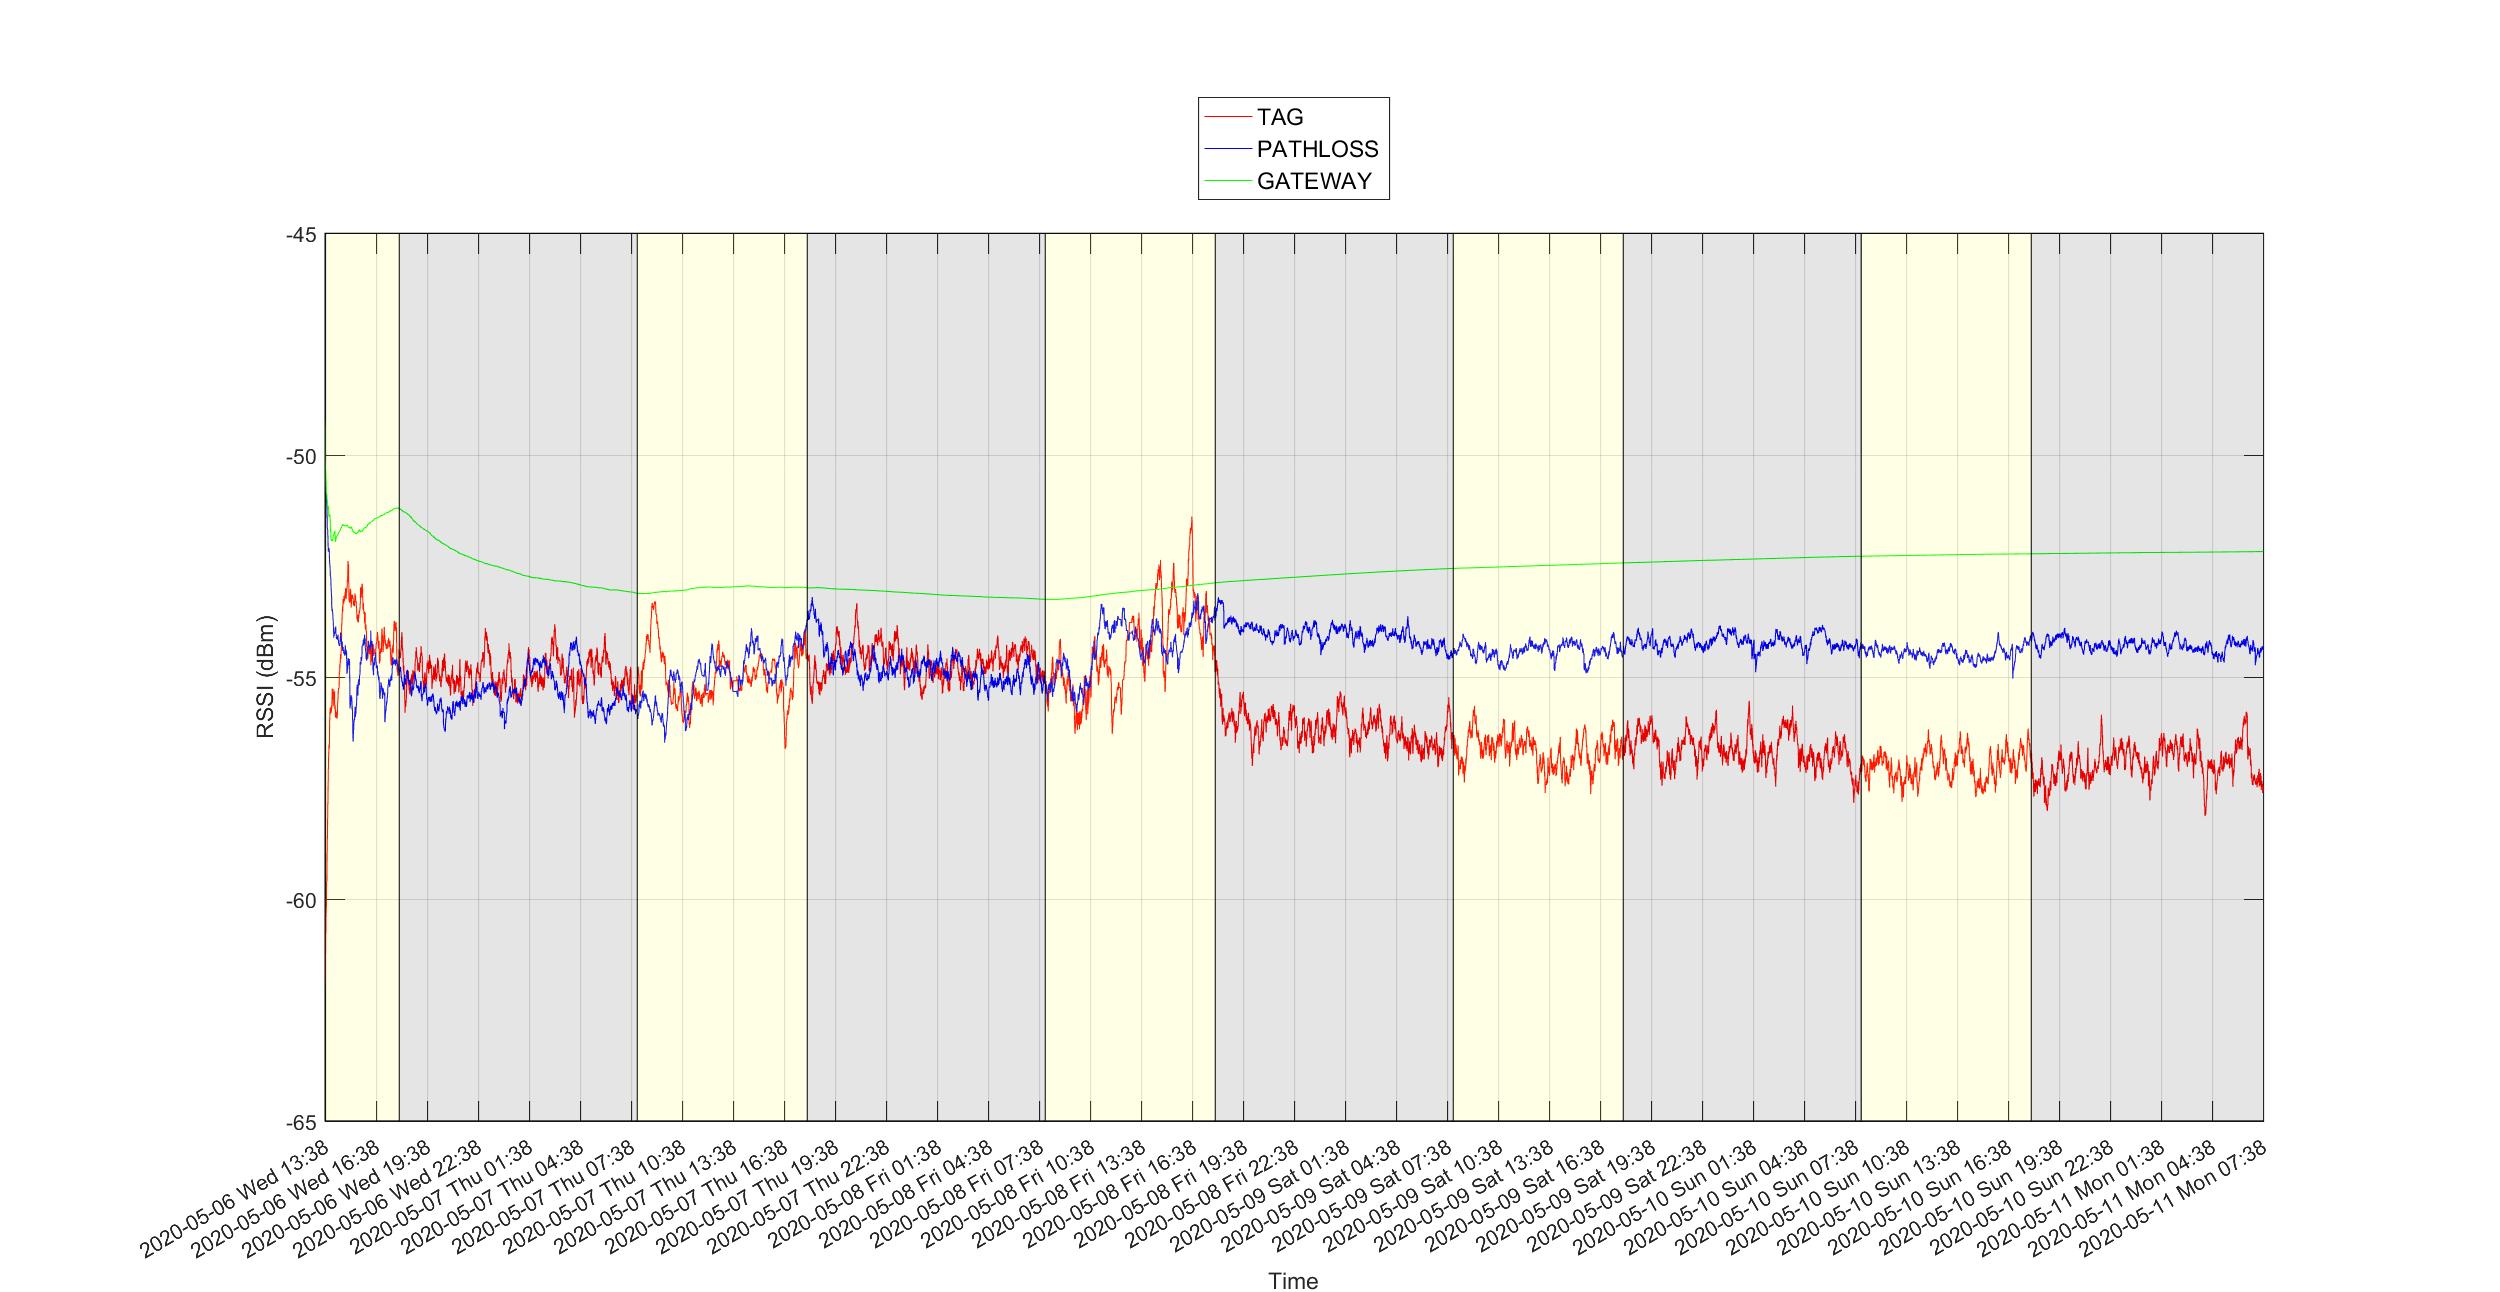 TAG
PATHLOSS
GATEWAY
-45
-50
-55
-60
-65
RSSI (dBm)
2020-05-06 Wed 13:38
2020-05-06 Wed 16:38
2020-05-06 Wed 19:38
2020-05-06 Wed 22:38
2020-05-07 Thu 01:38
2020-05-07 Thu 04:38
2020-05-07 Thu 07:38
2020-05-07 Thu 10:38
2020-05-07 Thu 13:38
2020-05-07 Thu 16:38
2020-05-07 Thu 19:38
2020-05-07 Thu 22:38
2020-05-08 Fri 01:38
2020-05-08 Fri 04:38
2020-05-08 Fri 07:38
2020-05-08 Fri 10:38
2020-05-08 Fri 13:38
2020-05-08 Fri 16:38
2020-05-08 Fri 19:38
2020-05-08 Fri 22:38
2020-05-09 Sat 01:38
2020-05-09 Sat 04:38
2020-05-09 Sat 07:38
2020-05-09 Sat 10:38
2020-05-09 Sat 13:38
2020-05-09 Sat 16:38
2020-05-09 Sat 19:38
2020-05-09 Sat 22:38
2020-05-10 Sun 01:38
2020-05-10 Sun 04:38
2020-05-10 Sun 07:38
2020-05-10 Sun 10:38
2020-05-10 Sun 13:38
2020-05-10 Sun 16:38
2020-05-10 Sun 19:38
2020-05-10 Sun 22:38
2020-05-11 Mon 01:38
2020-05-11 Mon 04:38
2020-05-11 Mon 07:38
Time